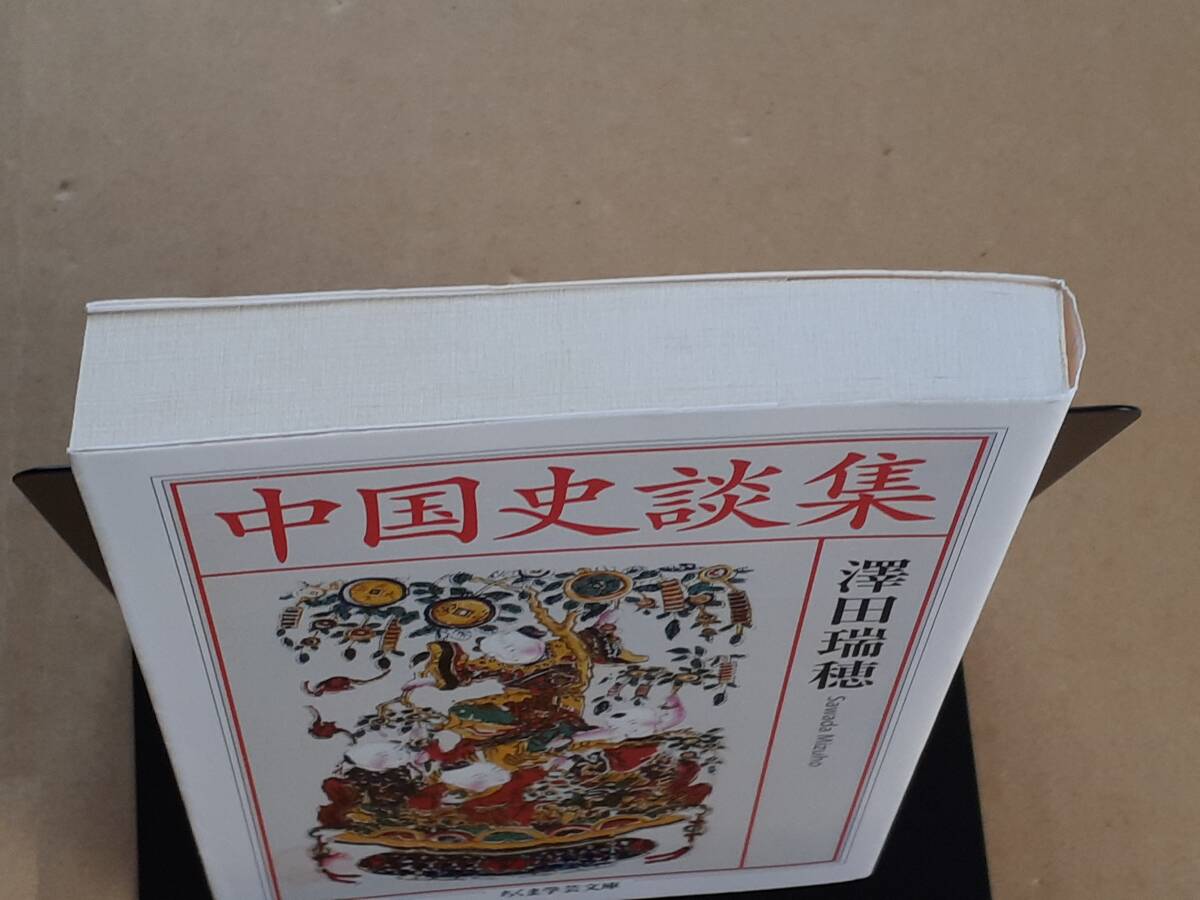 中国史談集
澤田瑞穂
Sawada Mizuho
ちくま学芸文庫